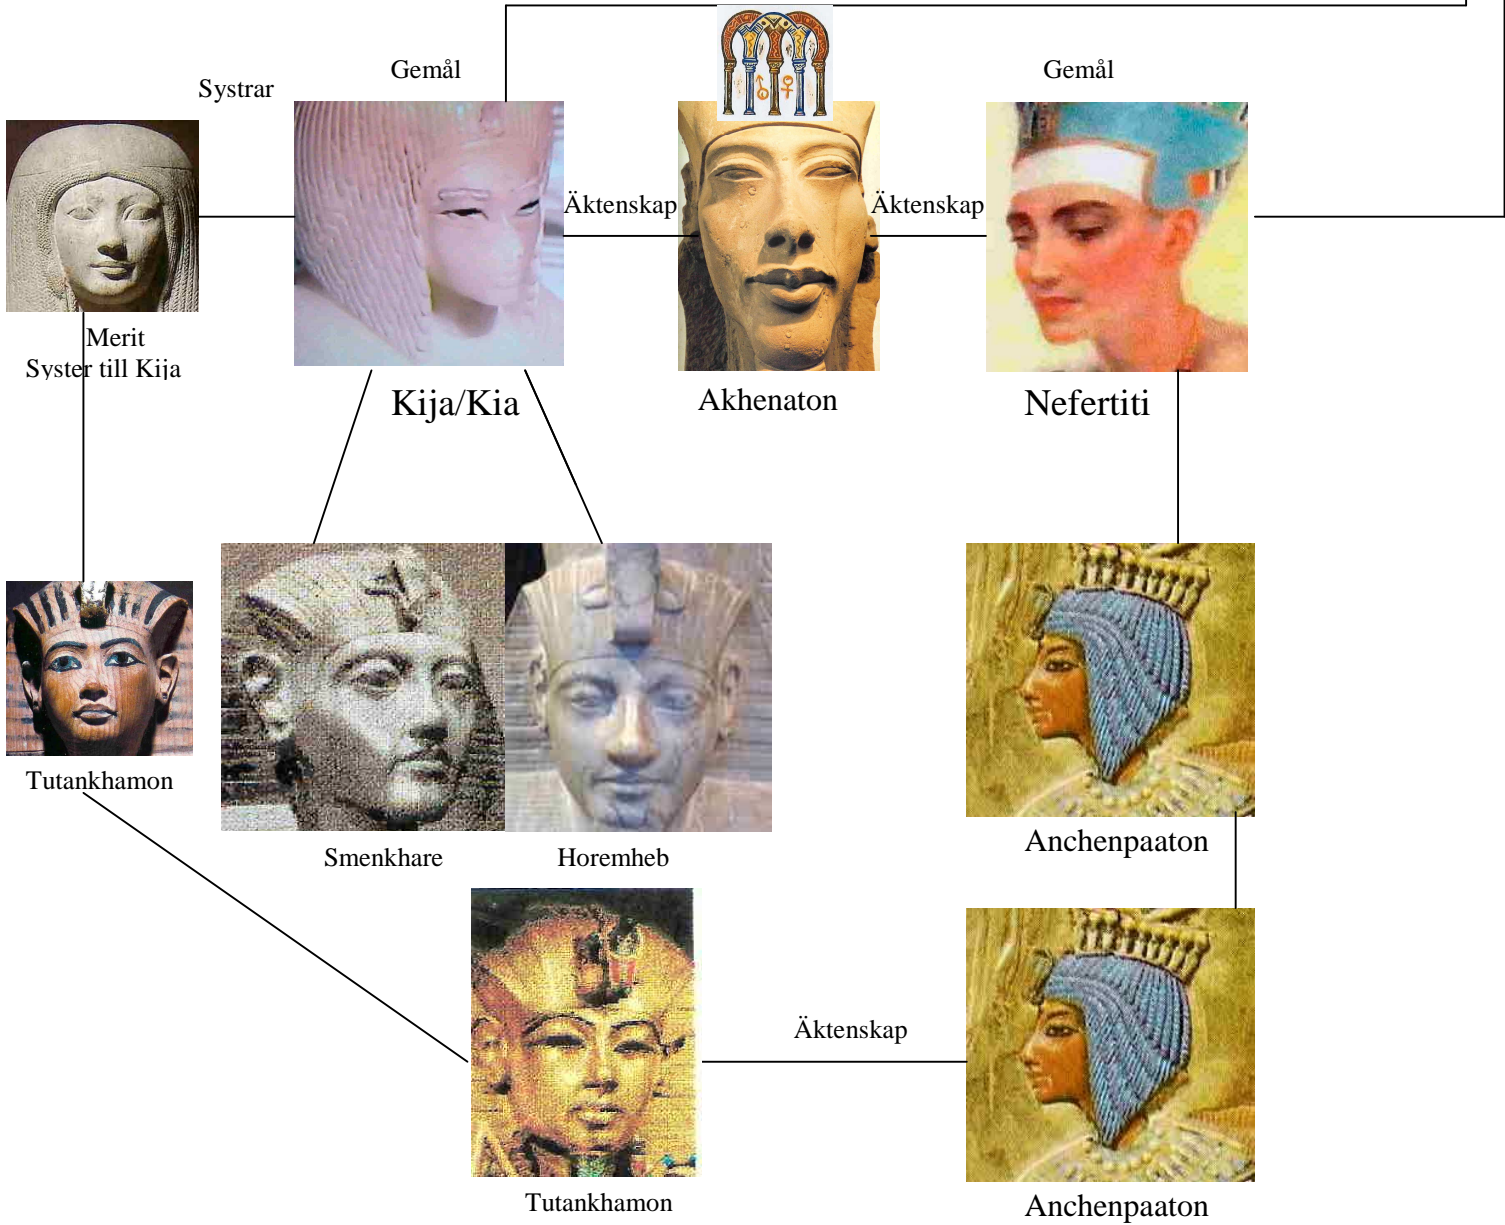 Systrar
Gemål
Gemål
Äktenskap
Äktenskap
Merit
Syster till Kija
Kija/Kia
Akhenaton
Nefertiti
Tutankhamon
Smenkhare
Horemheb
Anchenpaaton
Äktenskap
Tutankhamon
Anchenpaaton